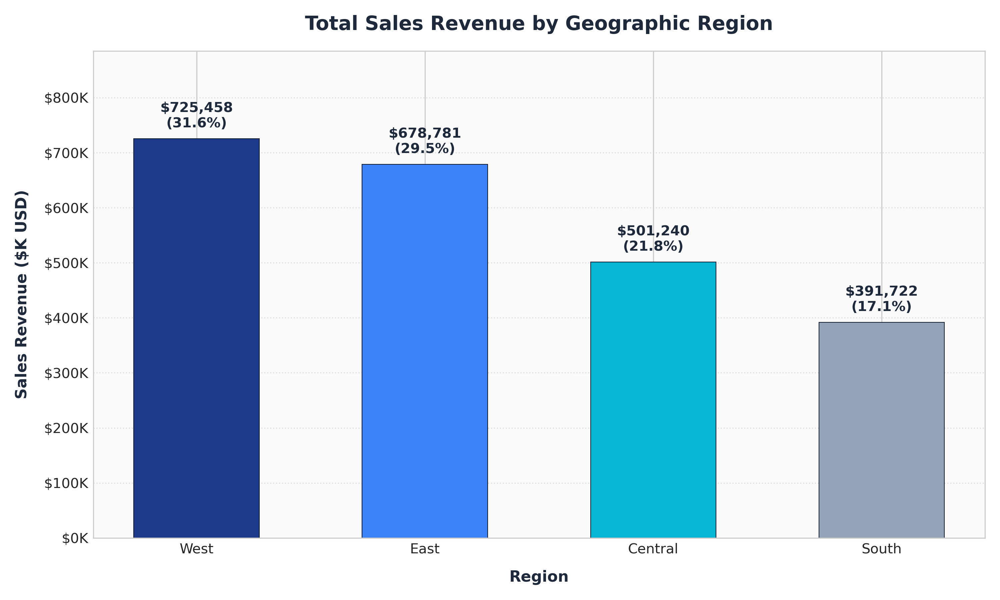 Total Sales Revenue by Geographic Region
Sales Revenue ($K USD)
$800K
$700K
$600K
$500K
$400K
$300K
$200K
$100K
$0K
$725,458
(31.6%)
$678,781
(29.5%)
$501,240
(21.8%)
$391,722
(17.1%)
West
East
Central
South
Region